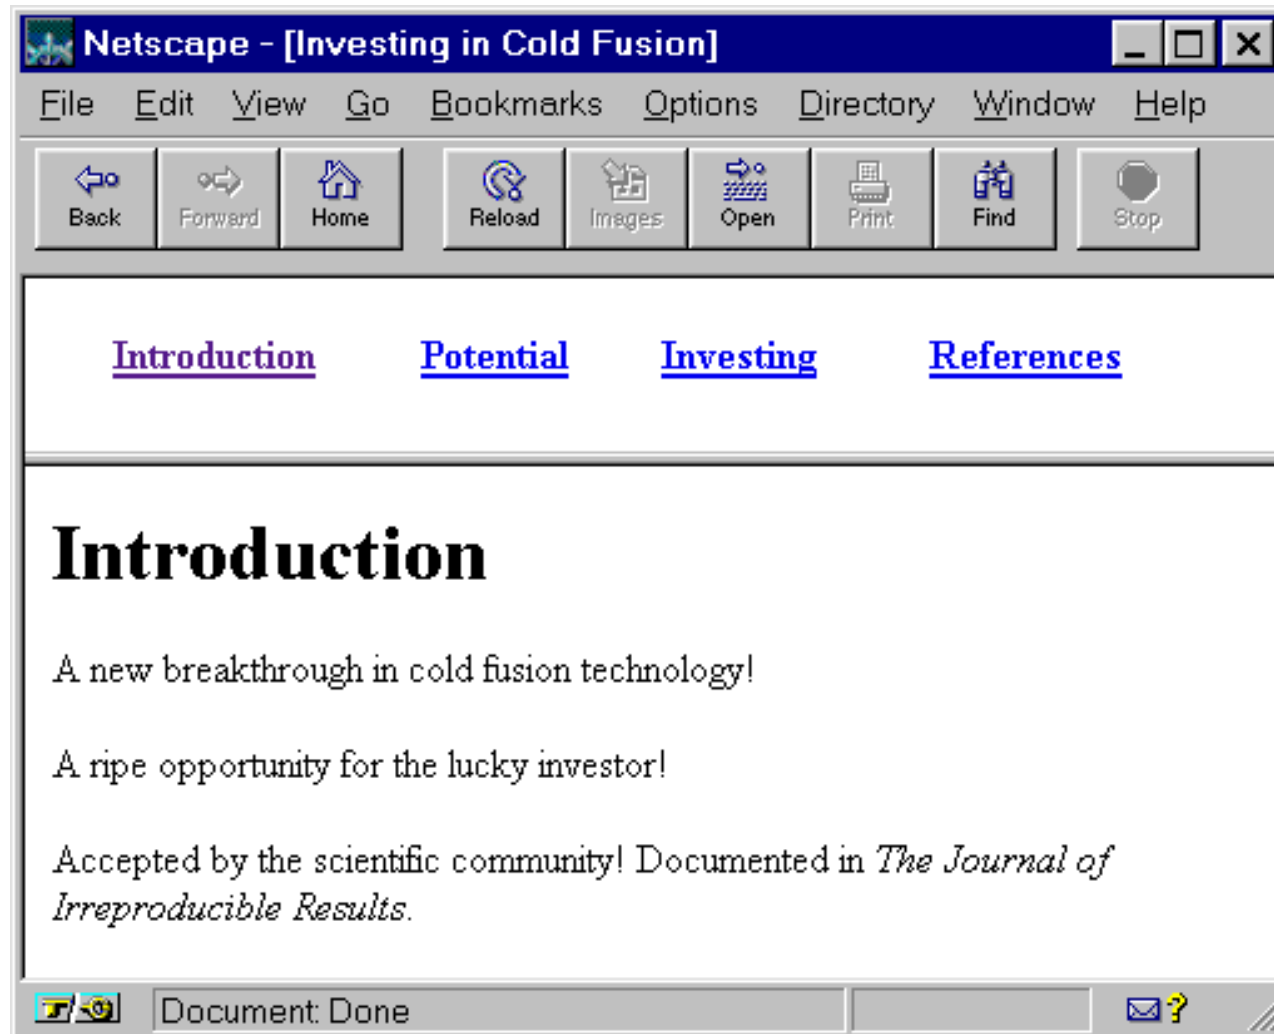 Netscape - [Investing in Cold Fusion]
File Edit View Go Bookmarks Options Directory Window Help
Back Forward Home Reload Images Open Print Find Stop
Introduction Potential Investing References
Introduction
A new breakthrough in cold fusion technology!
A ripe opportunity for the lucky investor!
Accepted by the scientific community! Documented in The Journal of
Irreproducible Results.
Document: Done
?